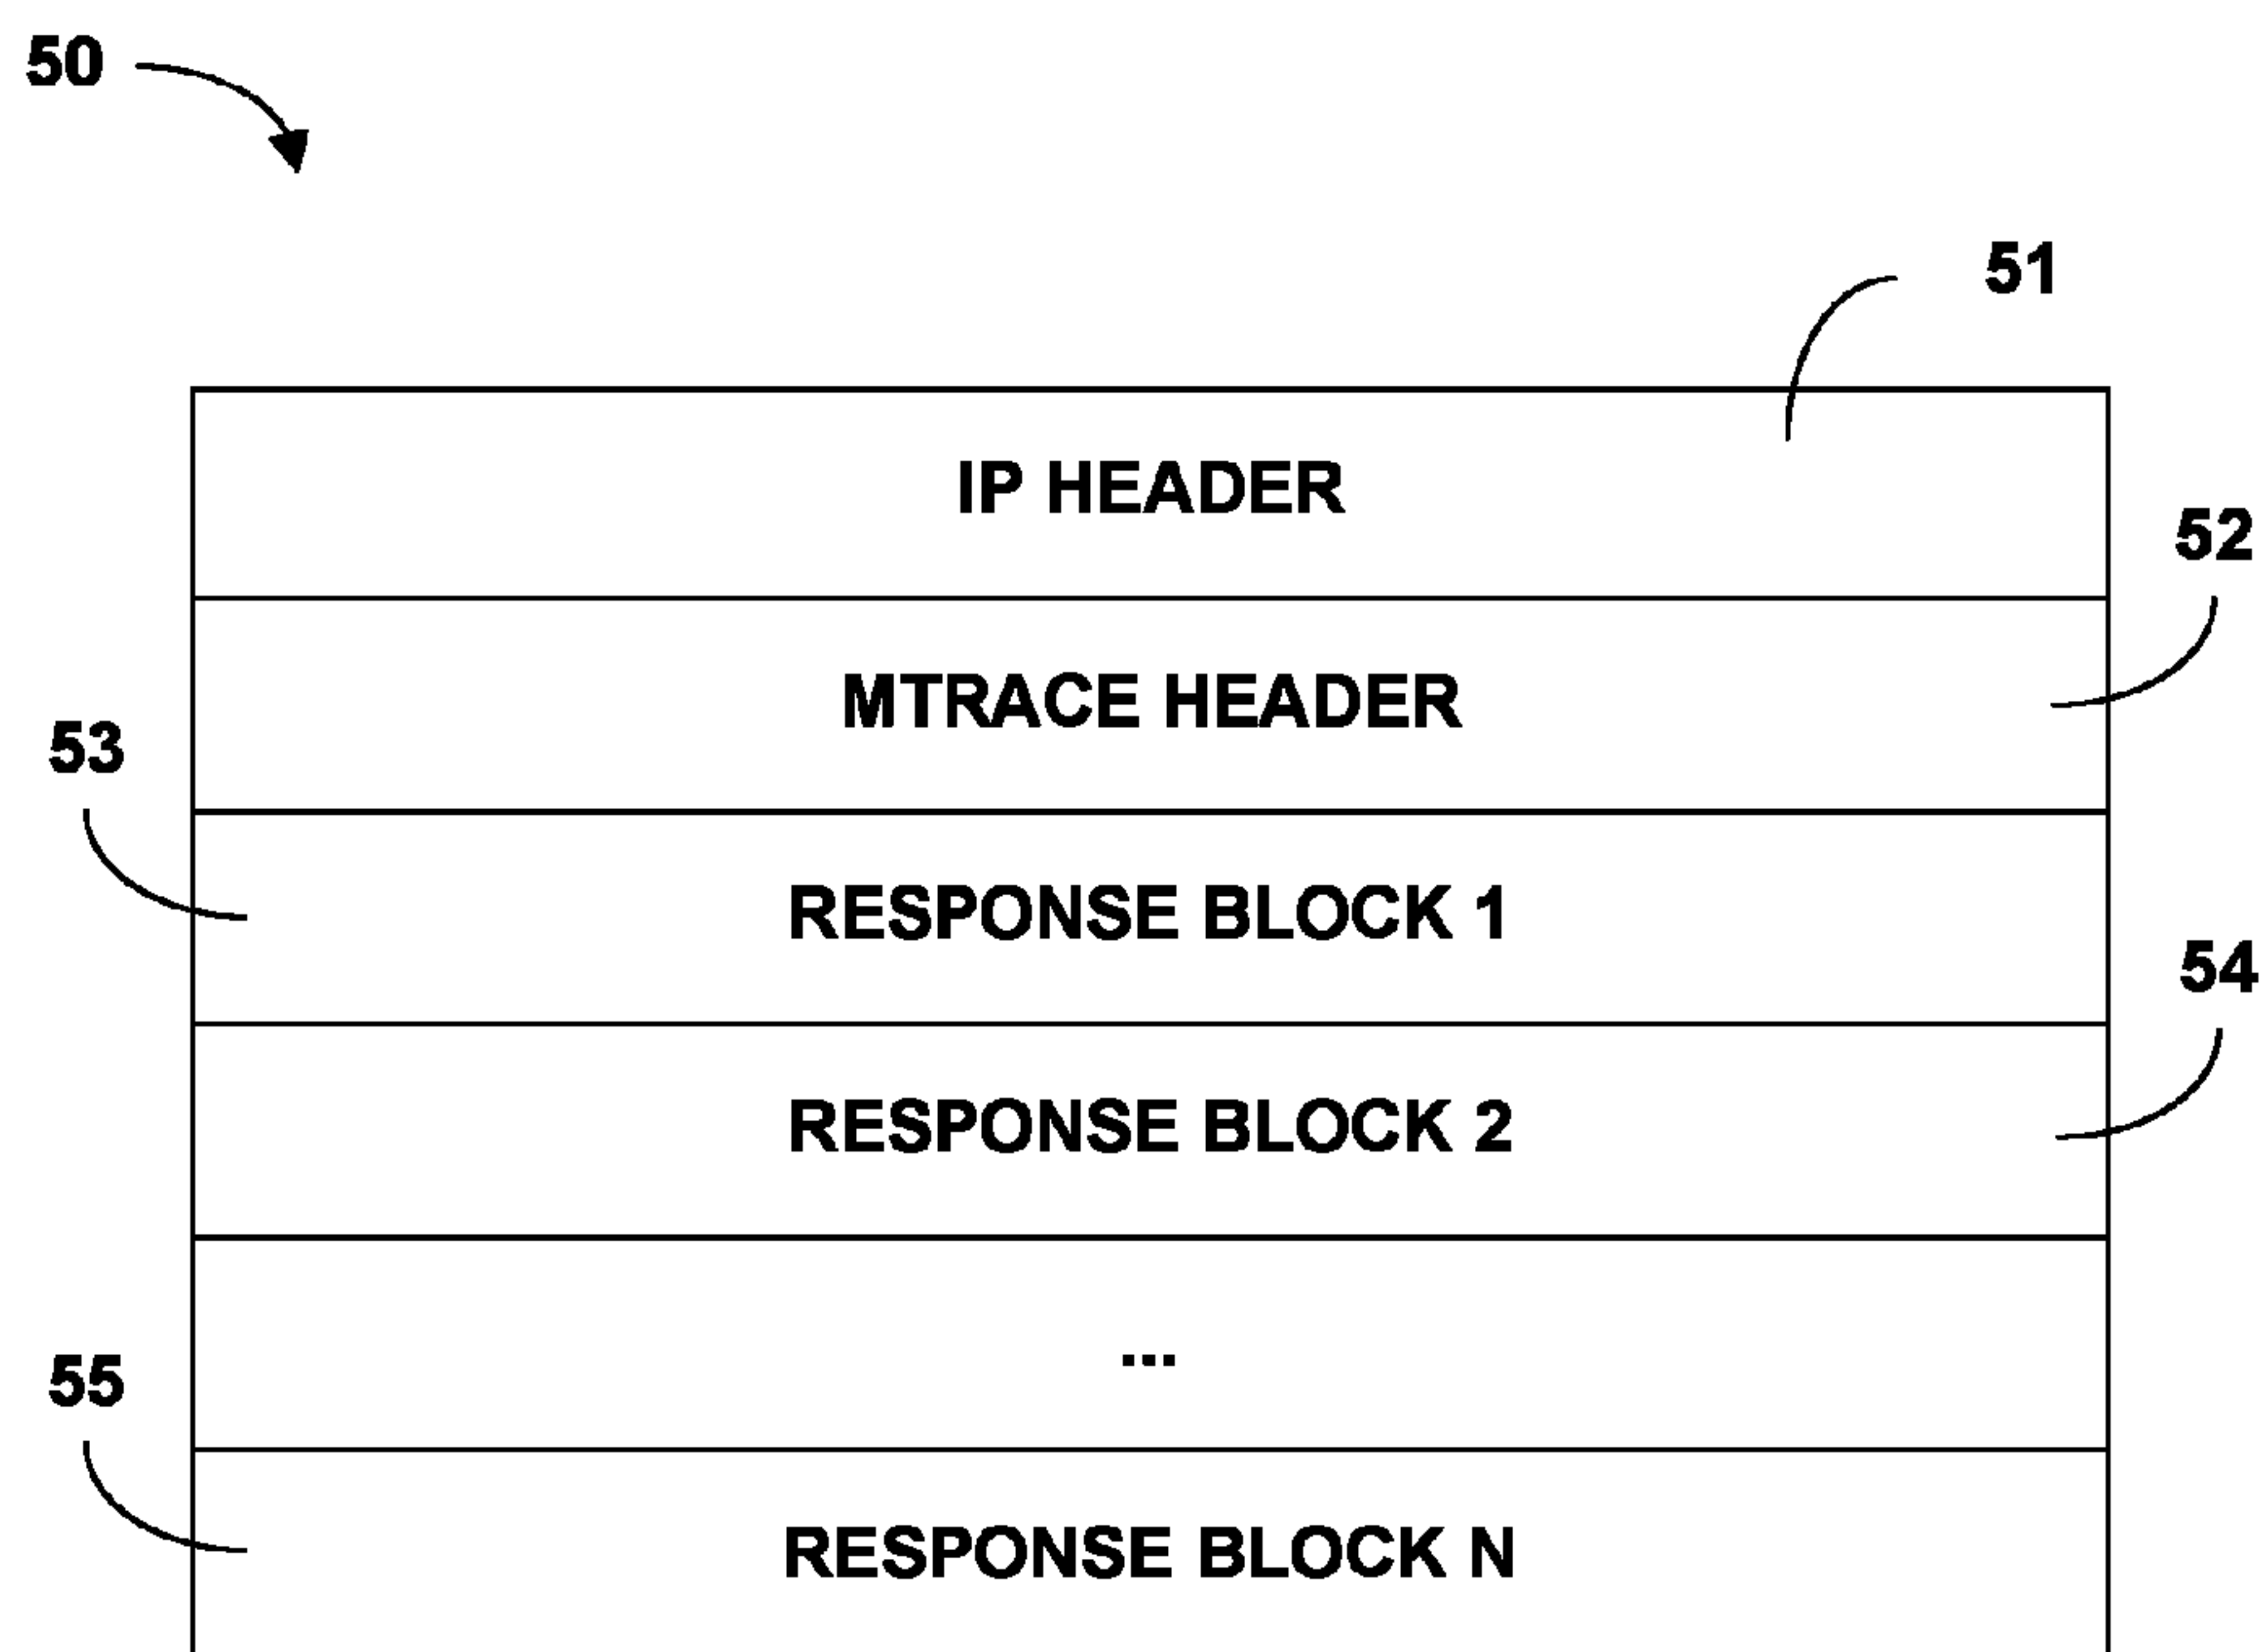 50
51
IP HEADER
52
MTRACE HEADER
53
RESPONSE BLOCK 1
54
RESPONSE BLOCK 2
...
55
RESPONSE BLOCK N